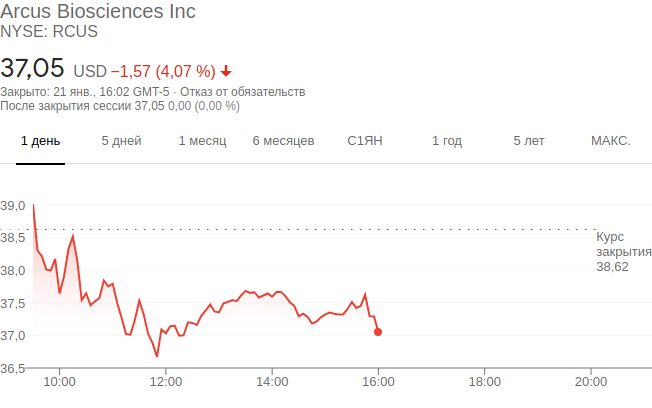 Arcus Biosciences Inc
NYSE: RCUS
37,05 USD −1,57 (4,07 %)
Закрыто: 21 янв., 16:02 GMT-5 · Отказ от обязательств
После закрытия сессии 37,05 0,00 (0,00 %)
1 день 5 дней 1 месяц 6 месяцев С1ЯН 1 год 5 лет МАКС.
39,0
38,5
38,0
37,5
37,0
36,5
Курс
закрытия
38,62
10:00 12:00 14:00 16:00 18:00 20:00